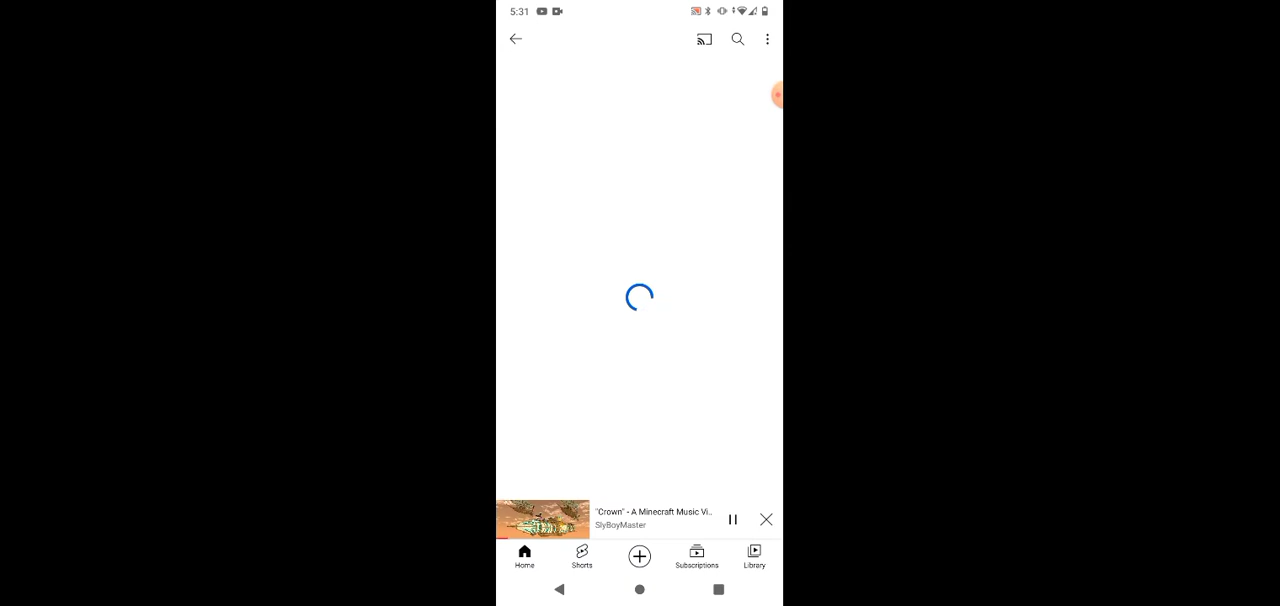 5:31
"Crown" - A Minecraft Music Vi..
SlyBoyMaster
Home
Shorts
Subscriptions
Library